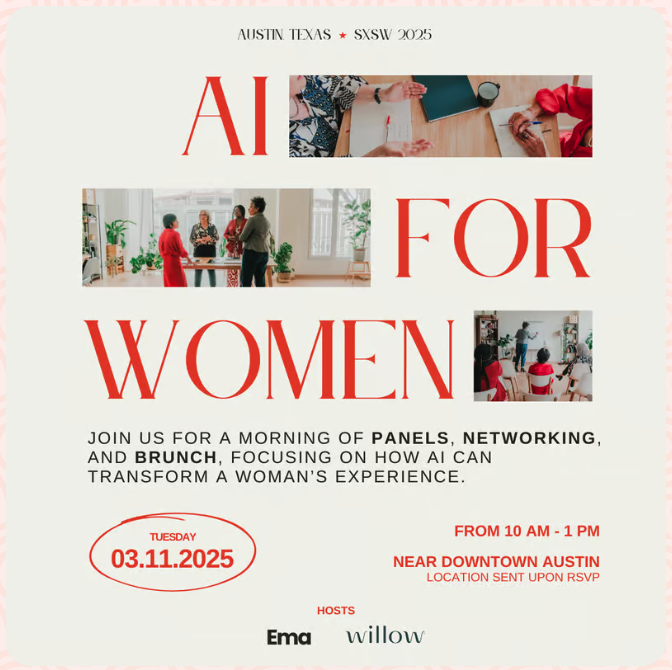 AUSTIN TEXAS ★ SXSW 2025
AI
FOR
WOMEN
JOIN US FOR A MORNING OF PANELS, NETWORKING,
AND BRUNCH, FOCUSING ON HOW AI CAN
TRANSFORM A WOMAN'S EXPERIENCE.
TUESDAY
03.11.2025
FROM 10 AM - 1 PM
NEAR DOWNTOWN AUSTIN
LOCATION SENT UPON RSVP
HOSTS
Ema willow